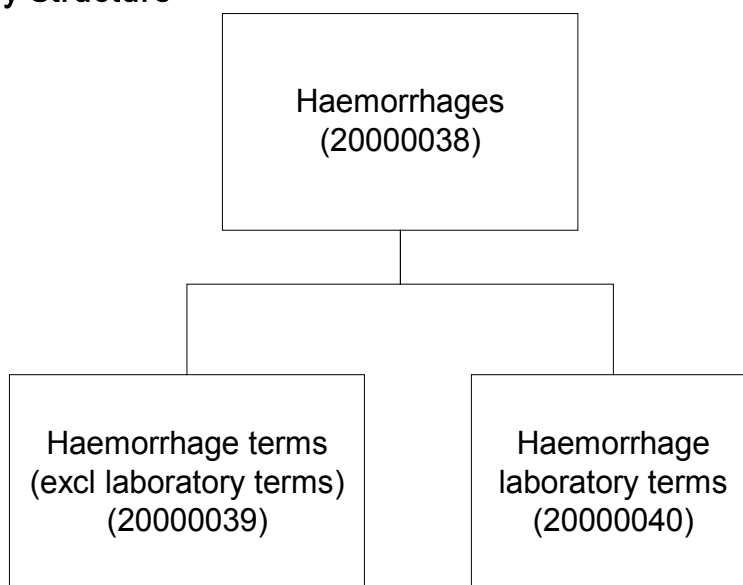 y Structure
Haemorrhages
(20000038)
Haemorrhage terms
(excl laboratory terms)
(20000039)
Haemorrhage
laboratory terms
(20000040)